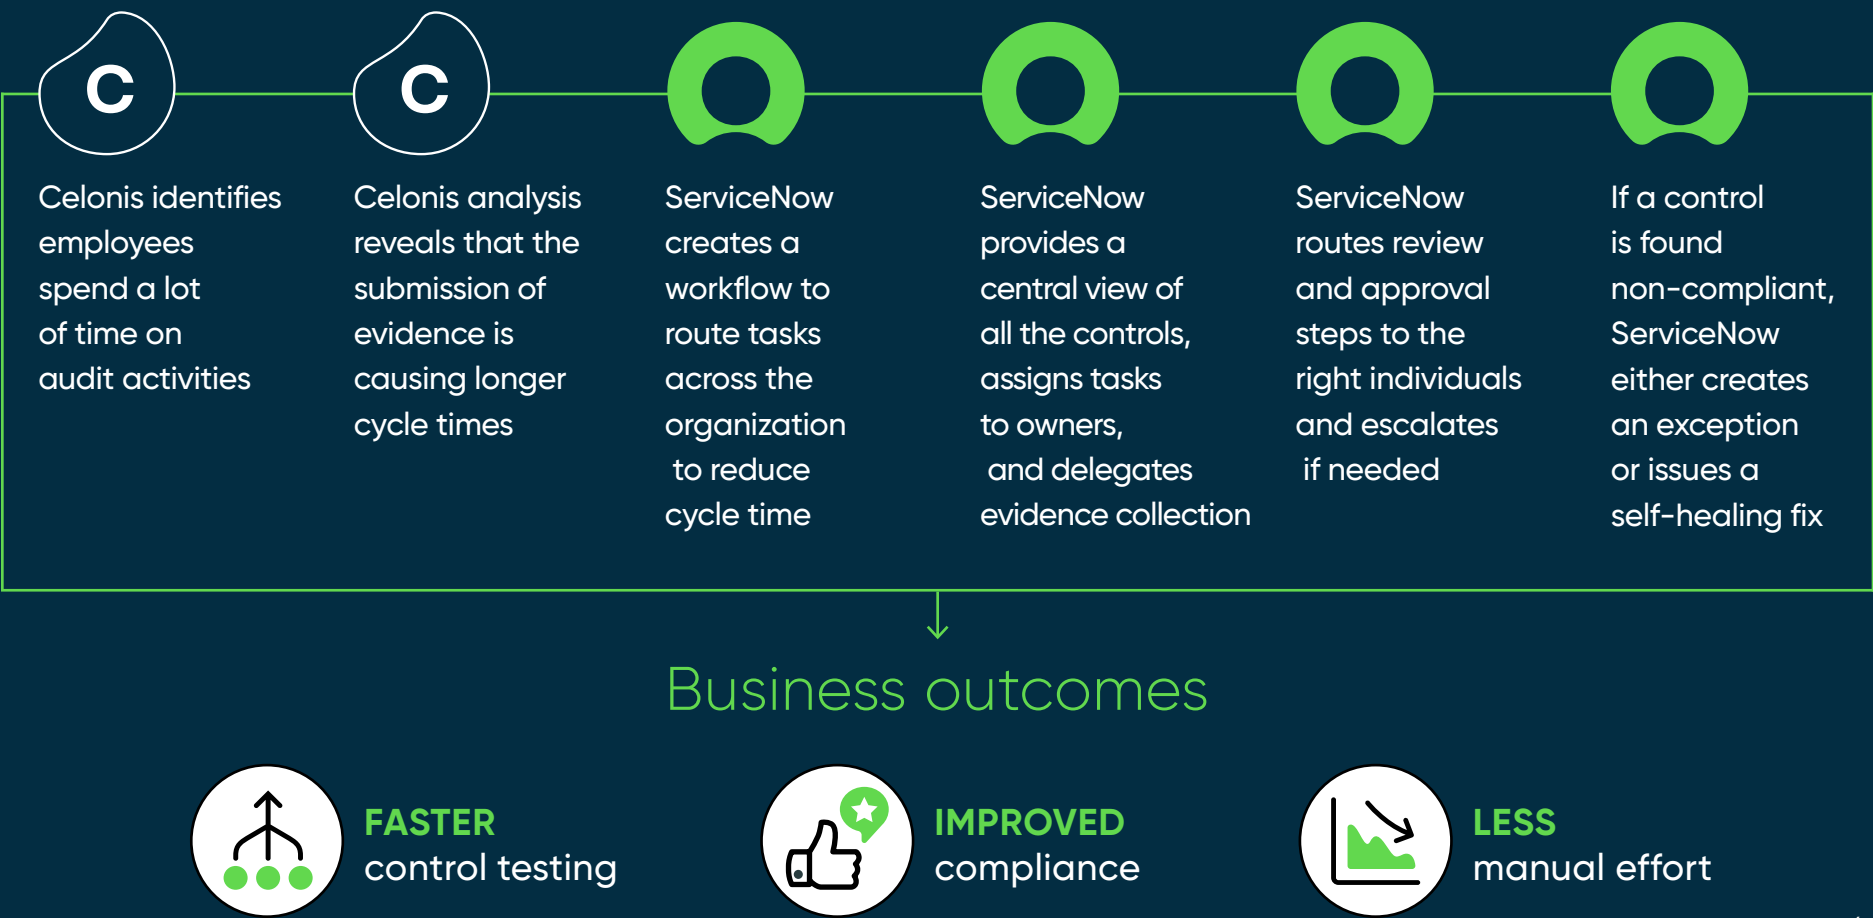 C
C
Celonis identifies
employees
spend a lot
of time on
audit activities
Celonis analysis
reveals that the
submission of
evidence is
causing longer
cycle times
ServiceNow
creates a
workflow to
route tasks
across the
organization
to reduce
cycle time
ServiceNow
provides a
central view of
all the controls,
assigns tasks
to owners,
and delegates
evidence collection
ServiceNow
routes review
and approval
steps to the
right individuals
and escalates
if needed
If a control
is found
non-compliant,
ServiceNow
either creates
an exception
or issues a
self-healing fix
Business outcomes
FASTER
control testing
IMPROVED
compliance
LESS
manual effort